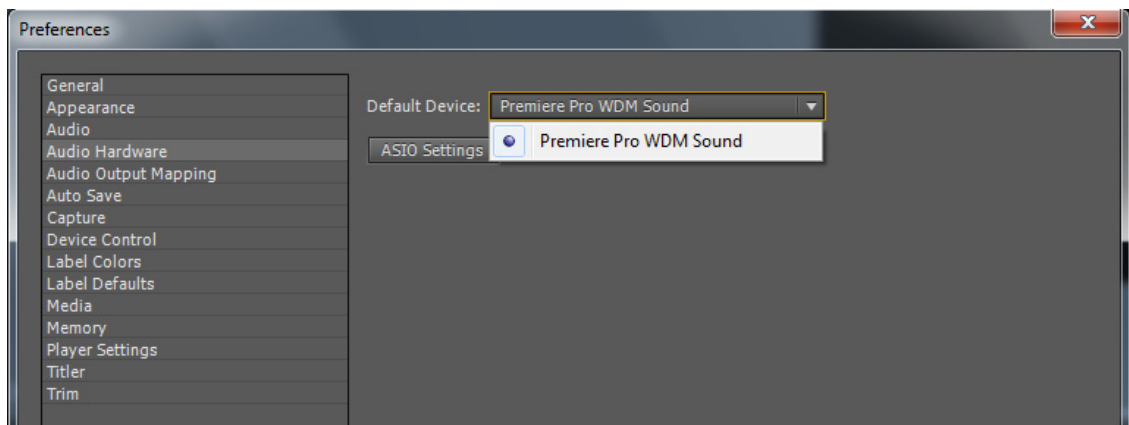 Preferences
General
Appearance
Audio
Audio Hardware
Audio Output Mapping
Auto Save
Capture
Device Control
Label Colors
Label Defaults
Media
Memory
Player Settings
Titler
Trim
Default Device: Premiere Pro WDM Sound
Premiere Pro WDM Sound
ASIO Settings